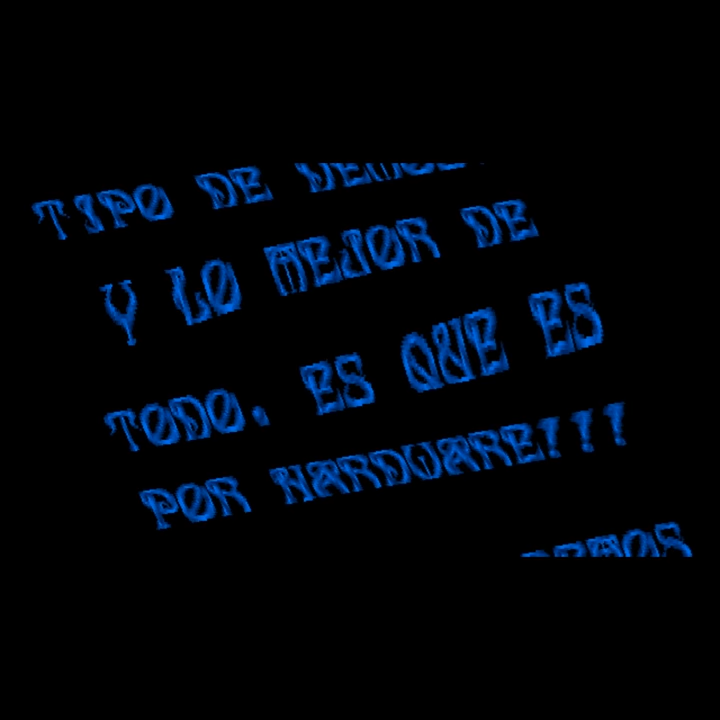 TIPO DE
Y LO MEJOR DE
TODO. ES QUE ES
POR HARDWARE!!!